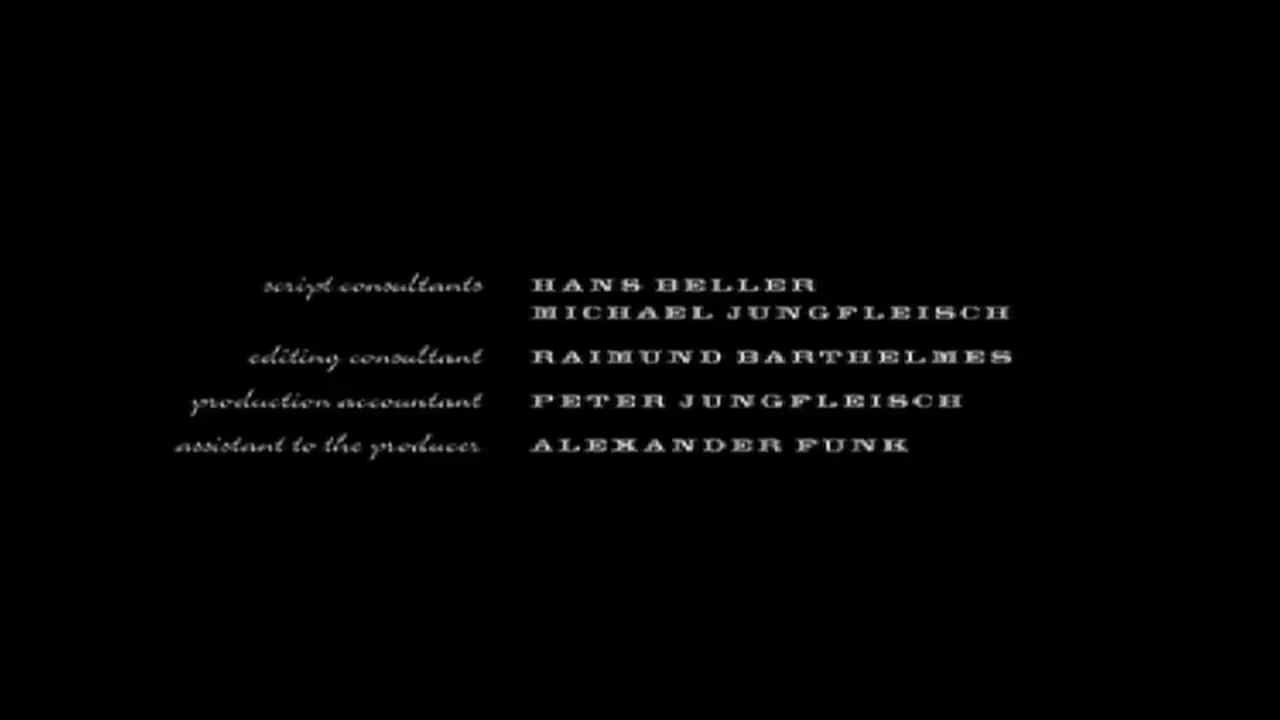 script consultants HANS BELLER
MICHAEL JUNGFLEISCH
editing consultant RAIMUND BARTHELMES
production accountant PETER JUNGFLEISCH
assistant to the producer ALEXANDER FUNK